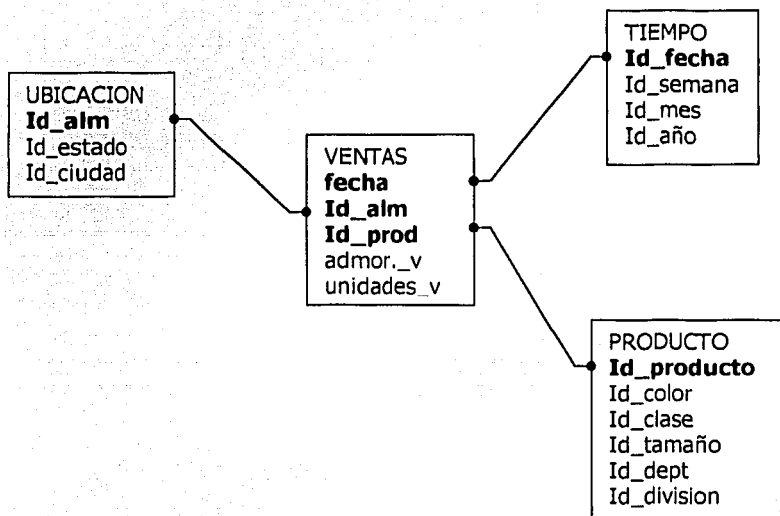 UBICACION
Id_alm
Id_estado
Id_ciudad
VENTAS
fecha
Id_alm
Id_prod
admor._v
unidades_v
TIEMPO
Id_fecha
Id_semana
Id_mes
Id_año
PRODUCTO
Id_producto
Id_color
Id_clase
Id_tamaño
Id_dept
Id_division